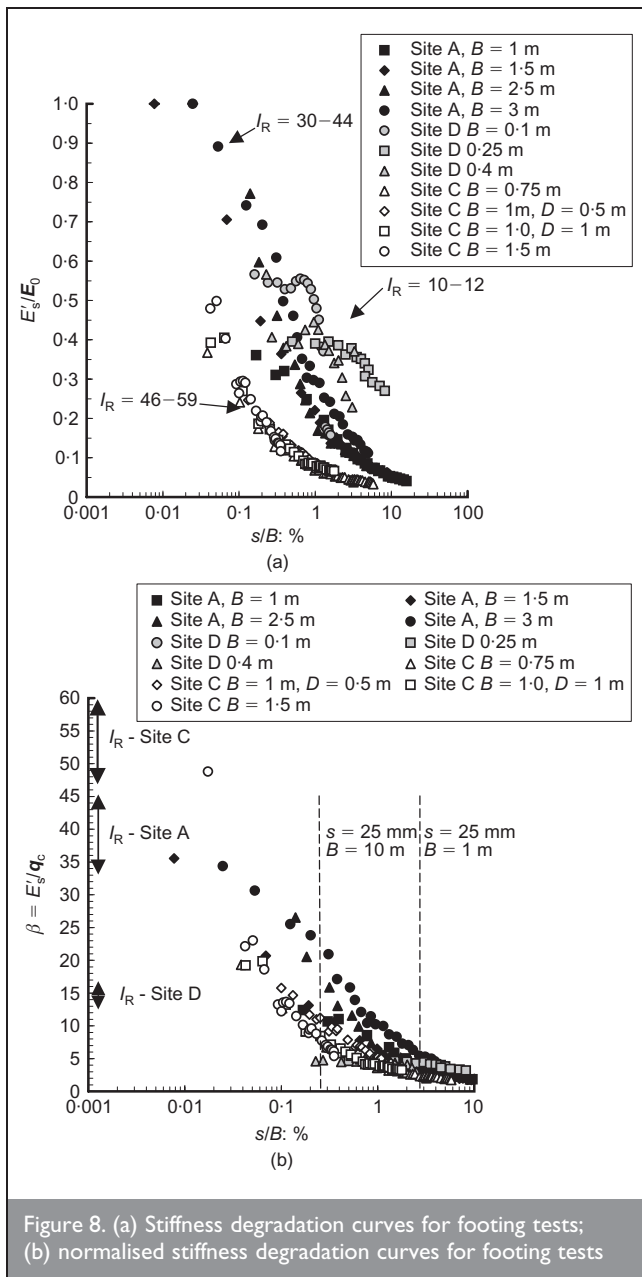 Site A, B = 1 m
Site A, B = 1·5 m
Site A, B = 2·5 m
Site A, B = 3 m
Site D B = 0·1 m
Site D 0·25 m
Site D 0·4 m
Site C B = 0·75 m
Site C B = 1m, D = 0·5 m
Site C B = 1·0, D = 1 m
Site C B = 1·5 m
1·0
0·9
0·8
0·7
0·6
0·5
0·4
0·3
0·2
0·1
0
E′s/E0
IR = 30–44
IR = 10–12
IR = 46–59
0·001
0·01
0·1
1
10
100
s/B: %
(a)
Site A, B = 1 m
Site A, B = 1·5 m
Site A, B = 2·5 m
Site A, B = 3 m
Site D B = 0·1 m
Site D 0·25 m
Site D 0·4 m
Site C B = 0·75 m
Site C B = 1 m, D = 0·5 m
Site C B = 1·0, D = 1 m
Site C B = 1·5 m
60
55
50
45
40
35
30
25
20
15
10
5
0
β = E′s/qc
IR - Site C
IR - Site A
IR - Site D
s = 25 mm
B = 10 m
s = 25 mm
B = 1 m
0·001
0·01
0·1
1
10
s/B: %
(b)
Figure 8. (a) Stiffness degradation curves for footing tests;
(b) normalised stiffness degradation curves for footing tests